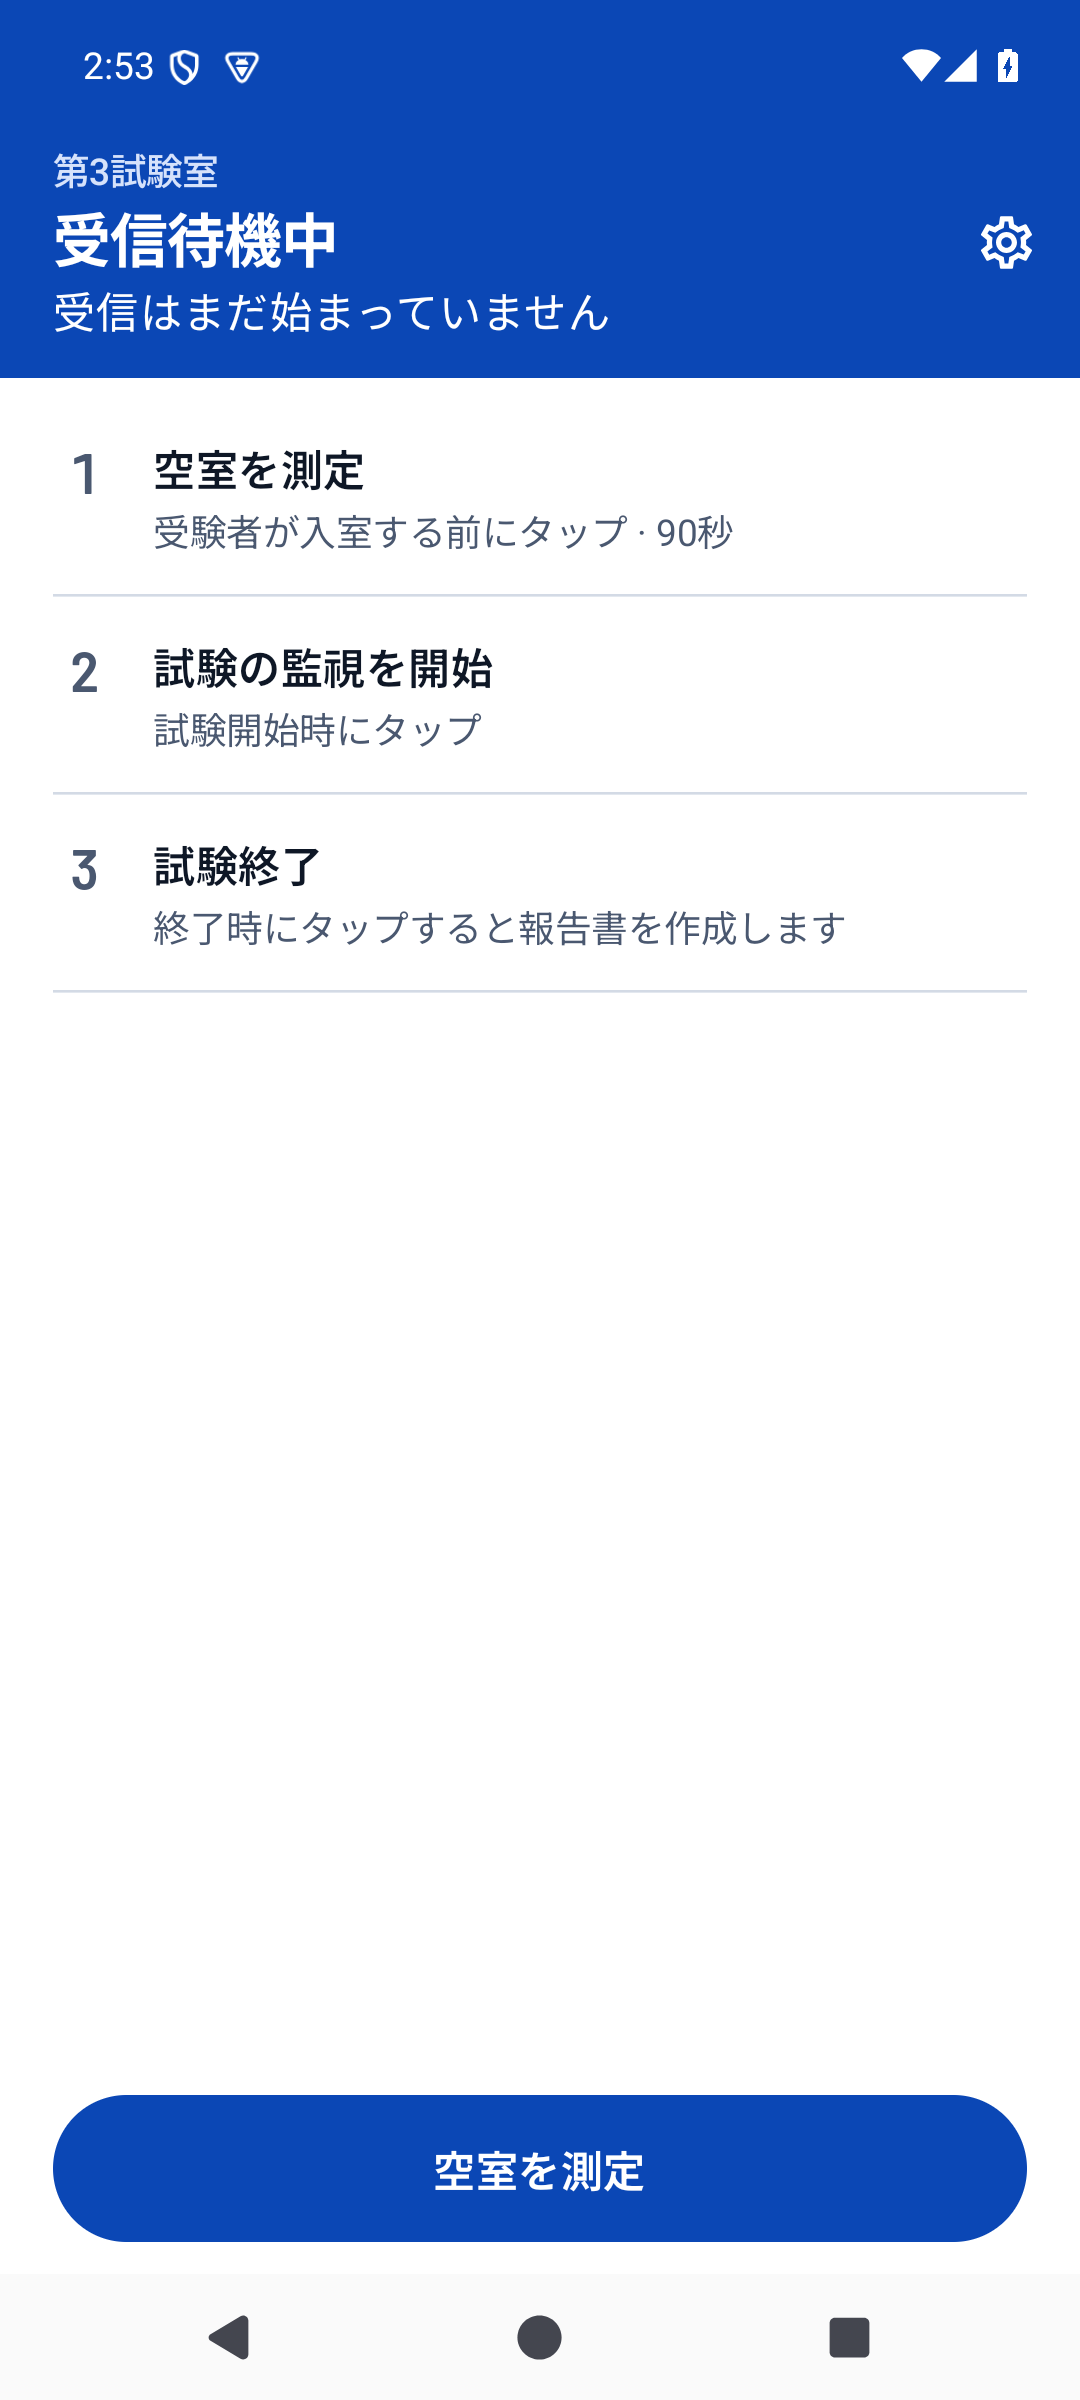 2:53
第3試験室
受信待機中
受信はまだ始まっていません
1
空室を測定
受験者が入室する前にタップ · 90秒
2
試験の監視を開始
試験開始時にタップ
3
試験終了
終了時にタップすると報告書を作成します
空室を測定